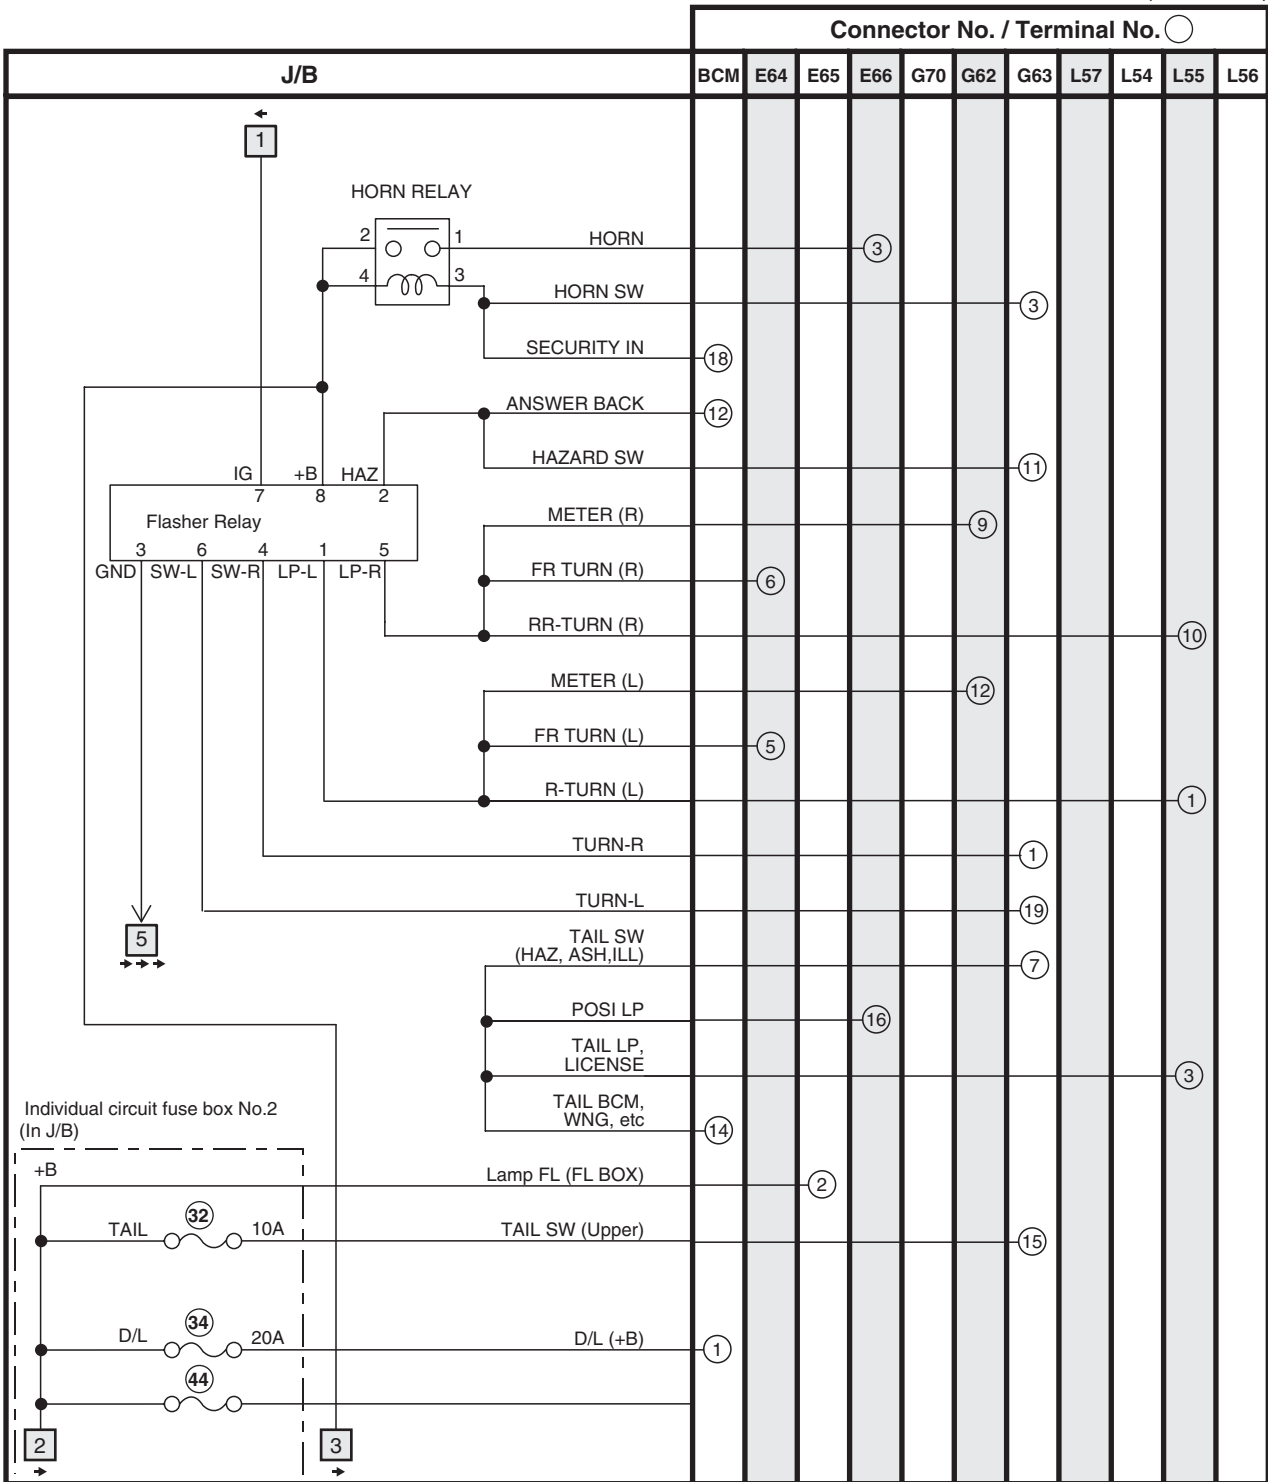 Connector No. / Terminal No.
J/B BCM E64 E65 E66 G70 G62 G63 L57 L54 L55 L56
1
HORN RELAY
2 1 HORN 3
4 3 HORN SW 3
SECURITY IN 18
ANSWER BACK 12
HAZARD SW 11
IG +B HAZ
7 8 2
Flasher Relay
3 6 4 1 5
GND SW-L SW-R LP-L LP-R
METER (R) 9
FR TURN (R) 6
RR-TURN (R) 10
METER (L) 12
FR TURN (L) 5
R-TURN (L) 1
TURN-R 1
TURN-L 19
5
TAIL SW
(HAZ, ASH,ILL) 7
POSI LP 16
TAIL LP,
LICENSE 3
TAIL BCM,
WNG, etc 14
Individual circuit fuse box No.2
(In J/B)
+B
Lamp FL (FL BOX) 2
TAIL 32 10A TAIL SW (Upper) 15
D/L 34 20A D/L (+B) 1
44
2 3